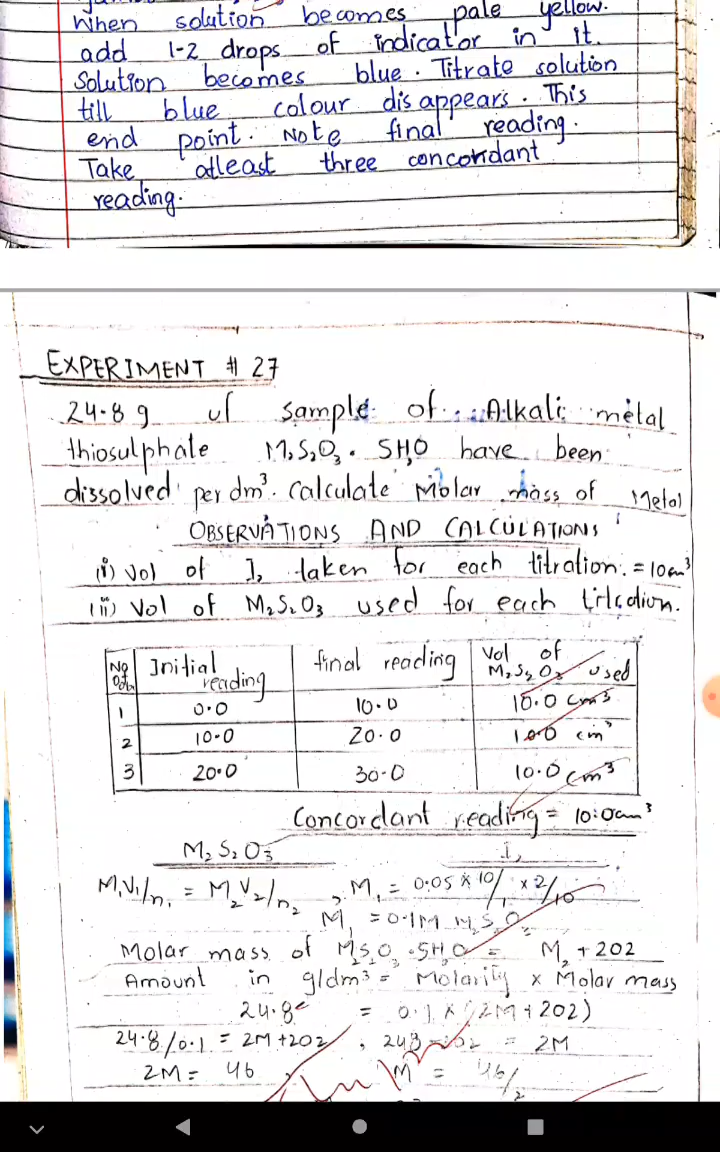 When solution becomes pale yellow.
add 1-2 drops of indicator in it.
Solution becomes blue. Titrate solution
till blue colour disappears. This
end point. Note final reading.
Take atleast three concordant
reading.
EXPERIMENT # 27
24.8 g of sample of Alkali metal
thiosulphate M₂S₂O₃. 5H₂O have been
dissolved per dm³. Calculate Molar mass of Metal
OBSERVATIONS AND CALCULATIONS
(i) Vol of I₂ taken for each titration. = 10cm³
(ii) Vol of M₂S₂O₃ used for each titration.
No of Ob. Initial reading final reading Vol of M₂S₂O₃ used
1 0.0 10.0 10.0 cm³
2 10.0 20.0 10.0 cm³
3 20.0 30.0 10.0 cm³
Concordant reading = 10.0cm³
M₂S₂O₃ I₂
M₁V₁/n₁ = M₂V₂/n₂ , M₁ = 0.05 x 10/1 x 2/10
M₁ = 0.1M M₂S₂O₃
Molar mass of M₂S₂O₃.5H₂O = M₂ + 202
Amount in g/dm³ = Molarity x Molar mass
24.8 = 0.1 x (2M + 202)
24.8/0.1 = 2M+202 , 248 - 202 = 2M
2M = 46 M = 46/2